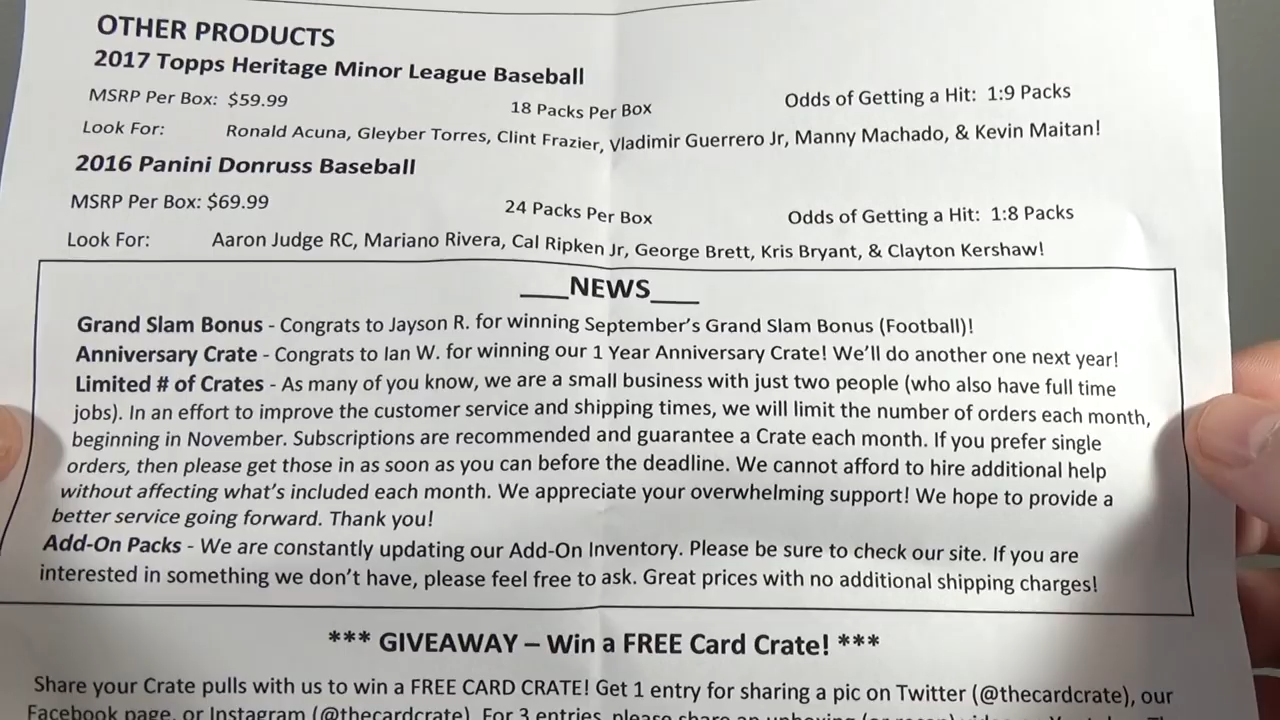 OTHER PRODUCTS
2017 Topps Heritage Minor League Baseball
MSRP Per Box: $59.99 18 Packs Per Box Odds of Getting a Hit: 1:9 Packs
Look For: Ronald Acuna, Gleyber Torres, Clint Frazier, Vladimir Guerrero Jr, Manny Machado, & Kevin Maitan!
2016 Panini Donruss Baseball
MSRP Per Box: $69.99 24 Packs Per Box Odds of Getting a Hit: 1:8 Packs
Look For: Aaron Judge RC, Mariano Rivera, Cal Ripken Jr, George Brett, Kris Bryant, & Clayton Kershaw!
___NEWS___
Grand Slam Bonus - Congrats to Jayson R. for winning September's Grand Slam Bonus (Football)!
Anniversary Crate - Congrats to Ian W. for winning our 1 Year Anniversary Crate! We'll do another one next year!
Limited # of Crates - As many of you know, we are a small business with just two people (who also have full time
jobs). In an effort to improve the customer service and shipping times, we will limit the number of orders each month,
beginning in November. Subscriptions are recommended and guarantee a Crate each month. If you prefer single
orders, then please get those in as soon as you can before the deadline. We cannot afford to hire additional help
without affecting what's included each month. We appreciate your overwhelming support! We hope to provide a
better service going forward. Thank you!
Add-On Packs - We are constantly updating our Add-On Inventory. Please be sure to check our site. If you are
interested in something we don't have, please feel free to ask. Great prices with no additional shipping charges!
*** GIVEAWAY – Win a FREE Card Crate! ***
Share your Crate pulls with us to win a FREE CARD CRATE! Get 1 entry for sharing a pic on Twitter (@thecardcrate), our
Facebook page, or Instagram (@thecardcrate). For 3 entries, please share an unboxing